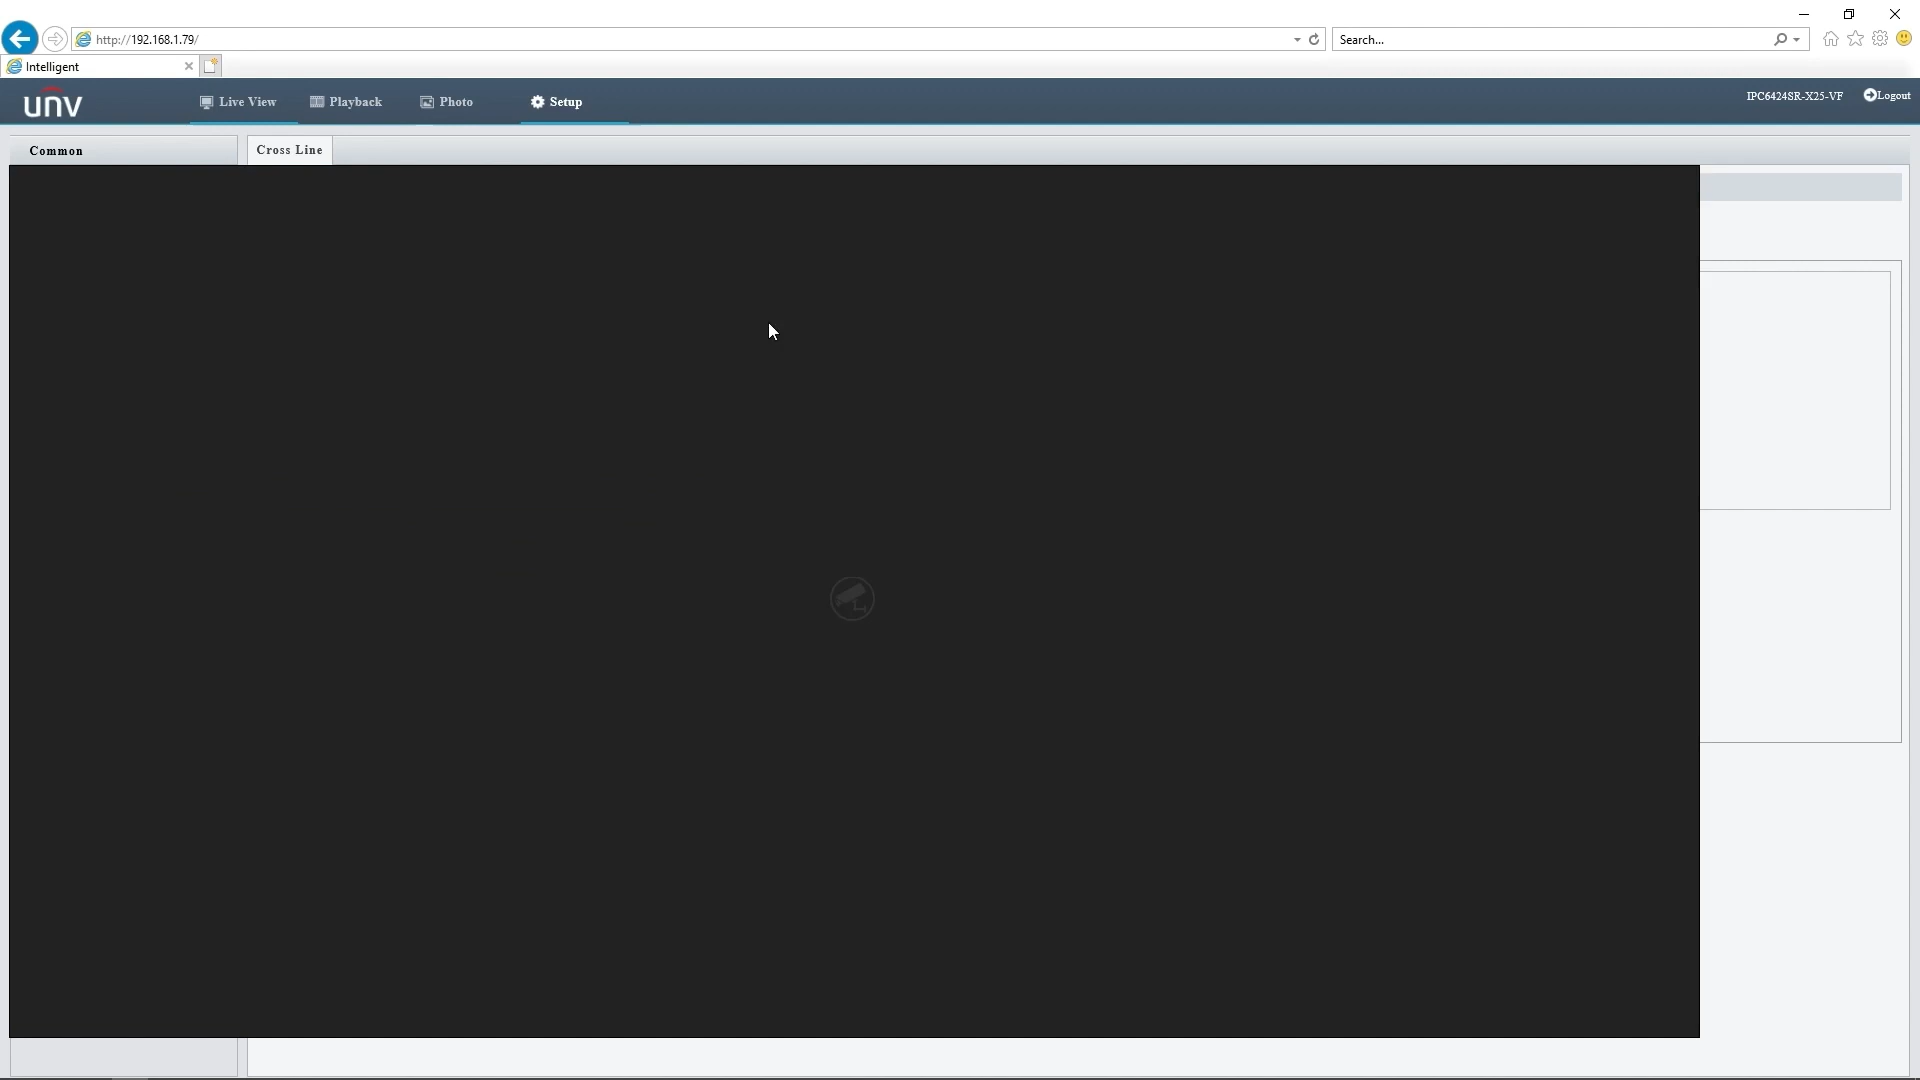 http://192.168.1.79/
Search...
Intelligent
unv
Live View
Playback
Photo
Setup
IPC6424SR-X25-VF
Logout
Common
Cross Line